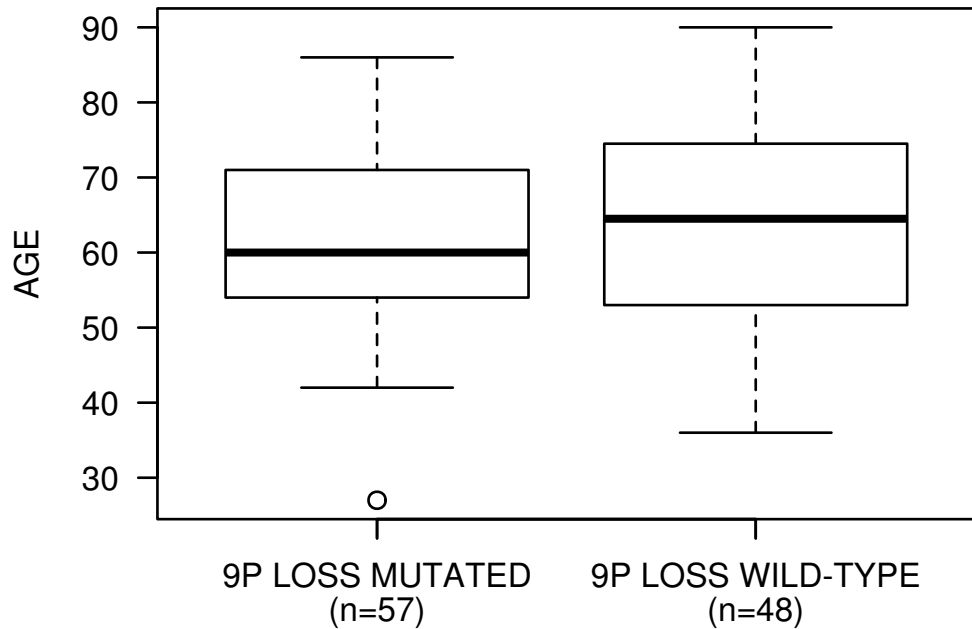 90
80
70
60
50
40
30
AGE
9P LOSS MUTATED
(n=57)
9P LOSS WILD-TYPE
(n=48)